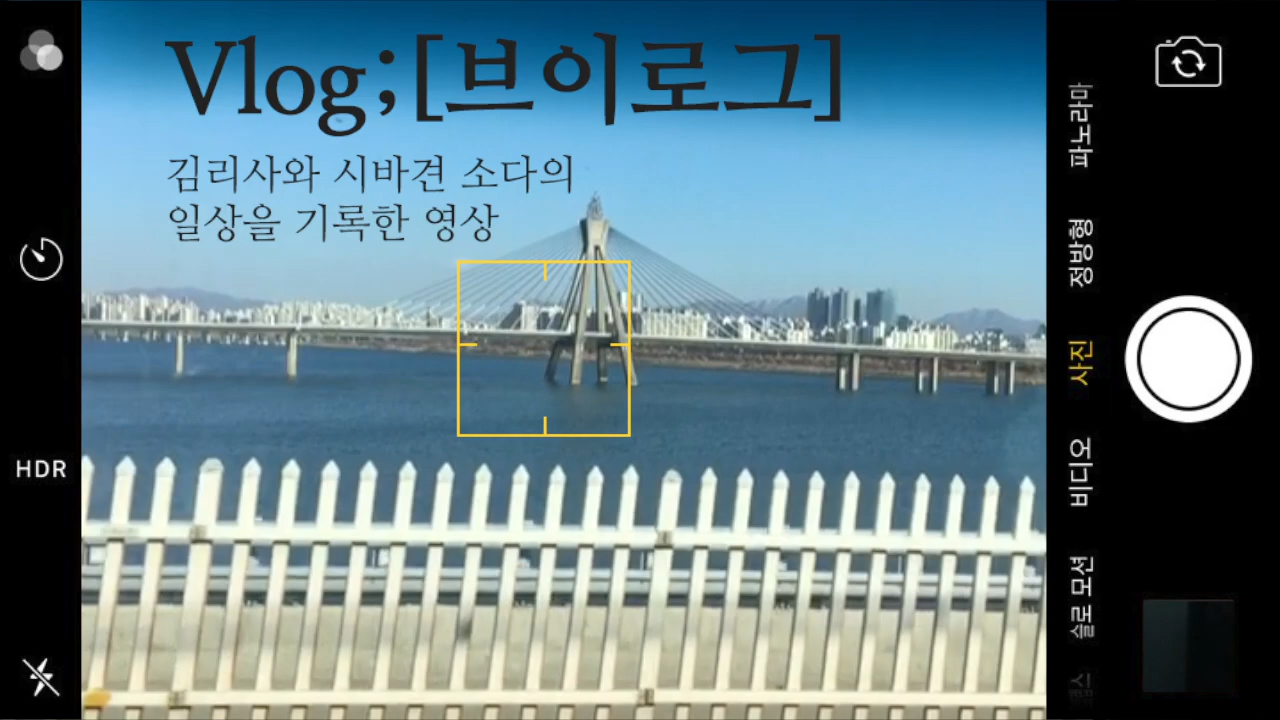 Vlog;[브이로그]
김리사와 시바견 소다의
일상을 기록한 영상
HDR
파노라마
정방형
사진
비디오
슬로 모션